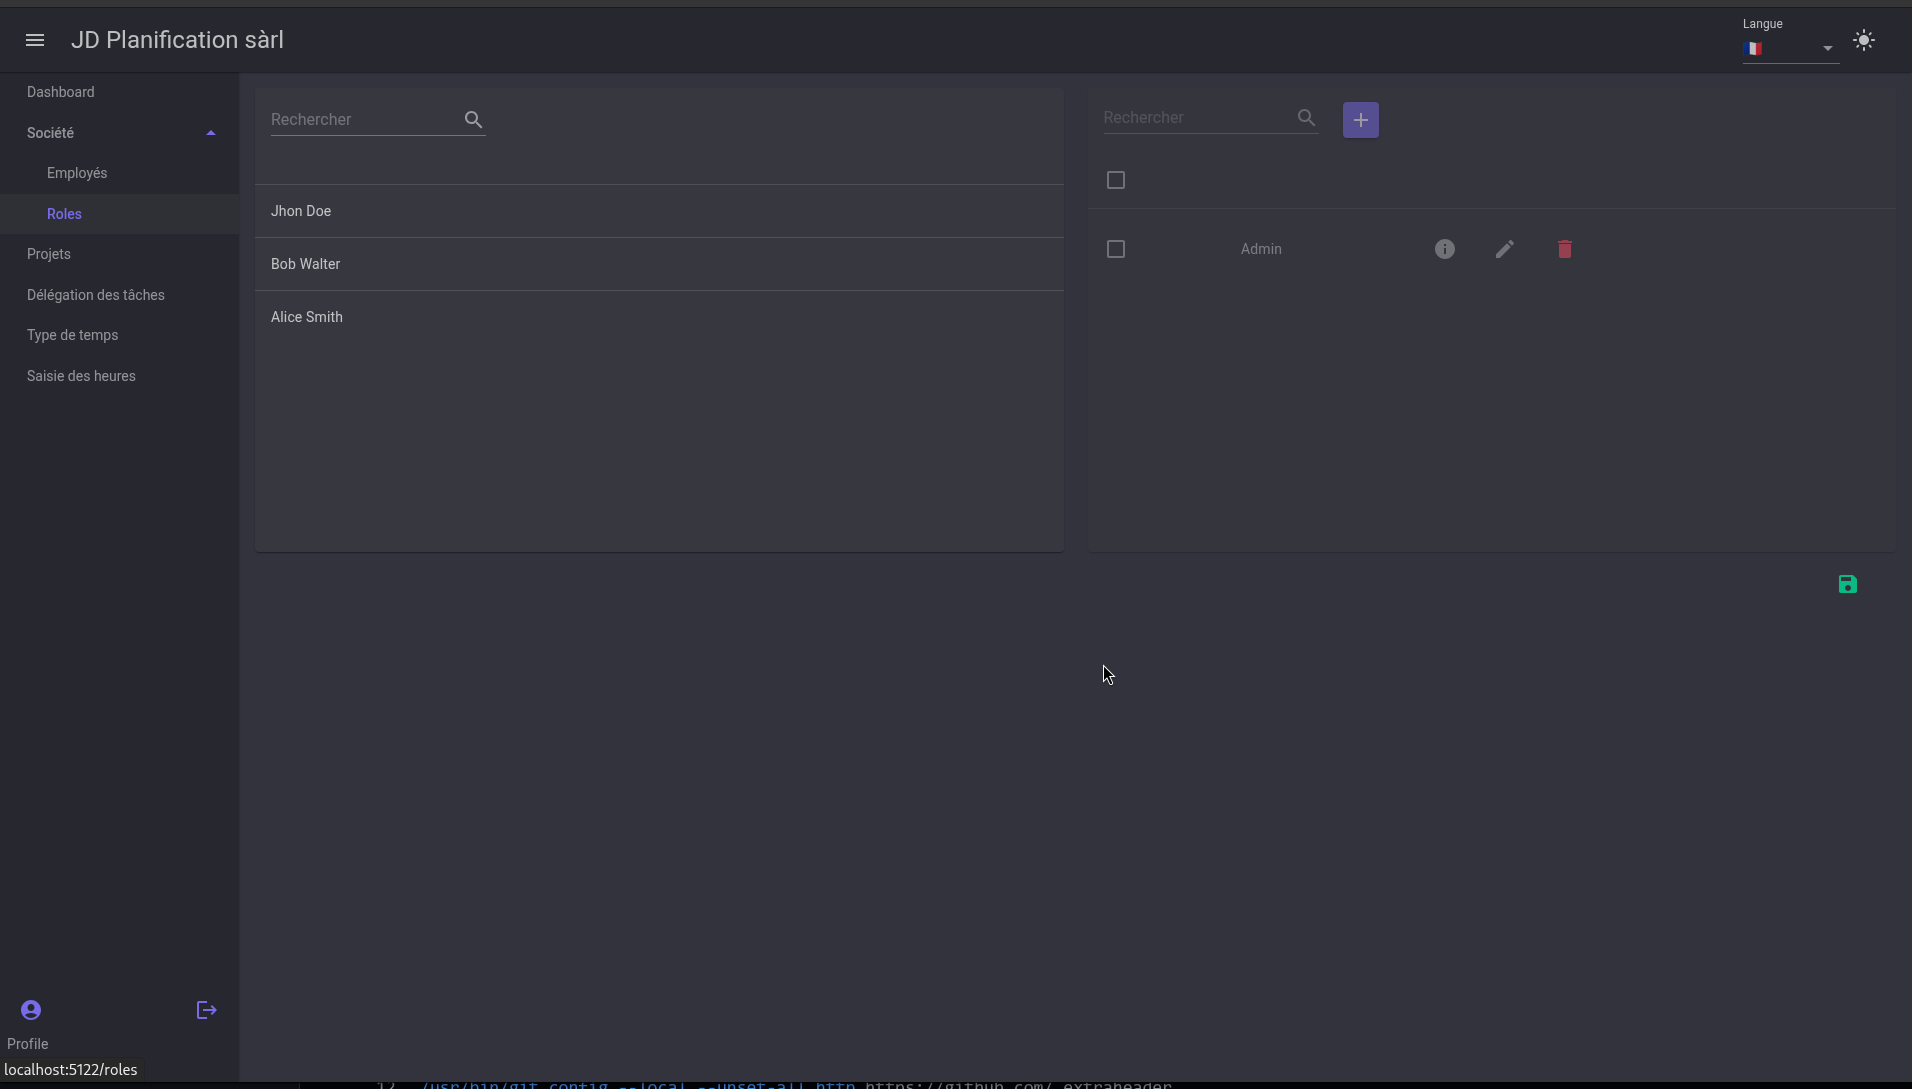 JD Planification sàrl
Langue
Dashboard
Société
Employés
Roles
Projets
Délégation des tâches
Type de temps
Saisie des heures
Rechercher
Jhon Doe
Bob Walter
Alice Smith
Rechercher
Admin
Profile
localhost:5122/roles
12 /usr/bin/git config --local --unset-all http.https://github.com/.extraheader